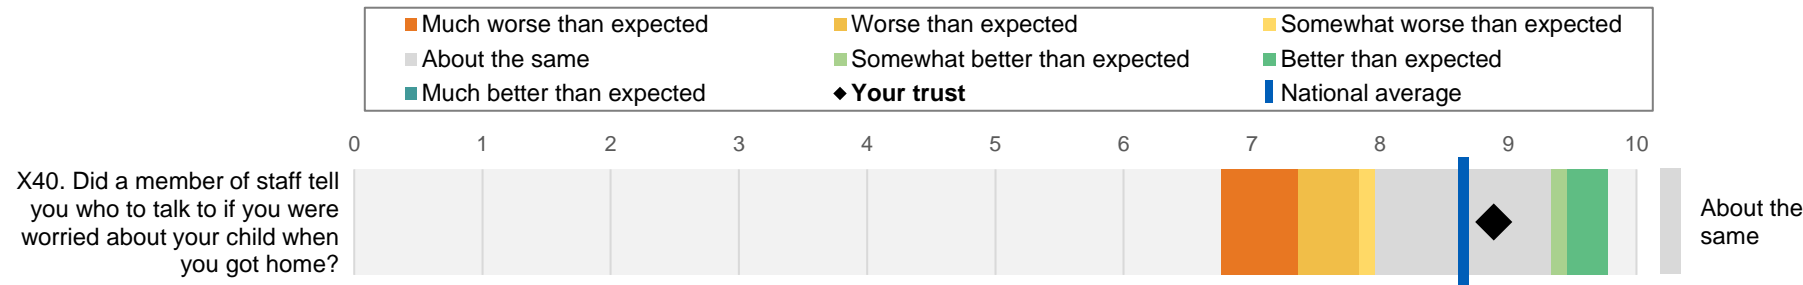 Much worse than expected
Worse than expected
Somewhat worse than expected
About the same
Somewhat better than expected
Better than expected
Much better than expected
Your trust
National average
0 1 2 3 4 5 6 7 8 9 10
X40. Did a member of staff tell
you who to talk to if you were
worried about your child when
you got home?
About the
same